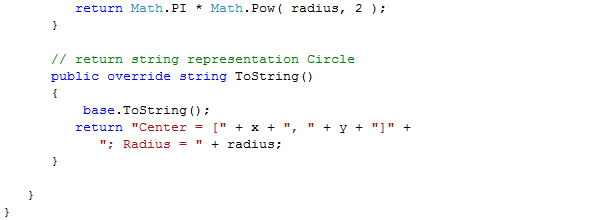 return Math.PI * Math.Pow( radius, 2 );
}
// return string representation Circle
public override string ToString()
{
base.ToString();
return "Center = [" + x + ", " + y + "]" +
"; Radius = " + radius;
}
}
}